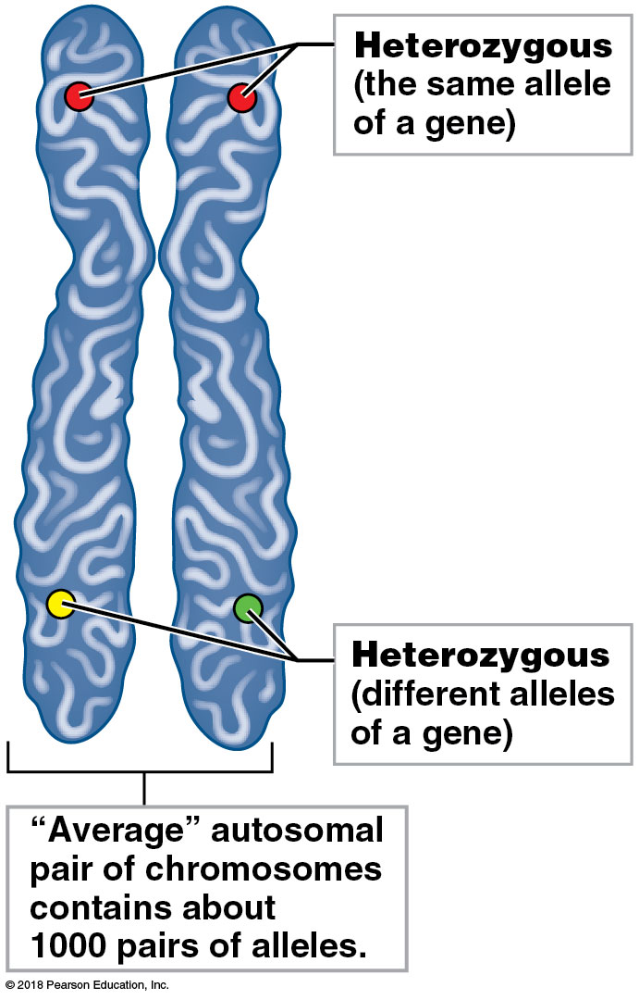 Heterozygous
(the same allele
of a gene)
Heterozygous
(different alleles
of a gene)
“Average” autosomal
pair of chromosomes
contains about
1000 pairs of alleles.
© 2018 Pearson Education, Inc.